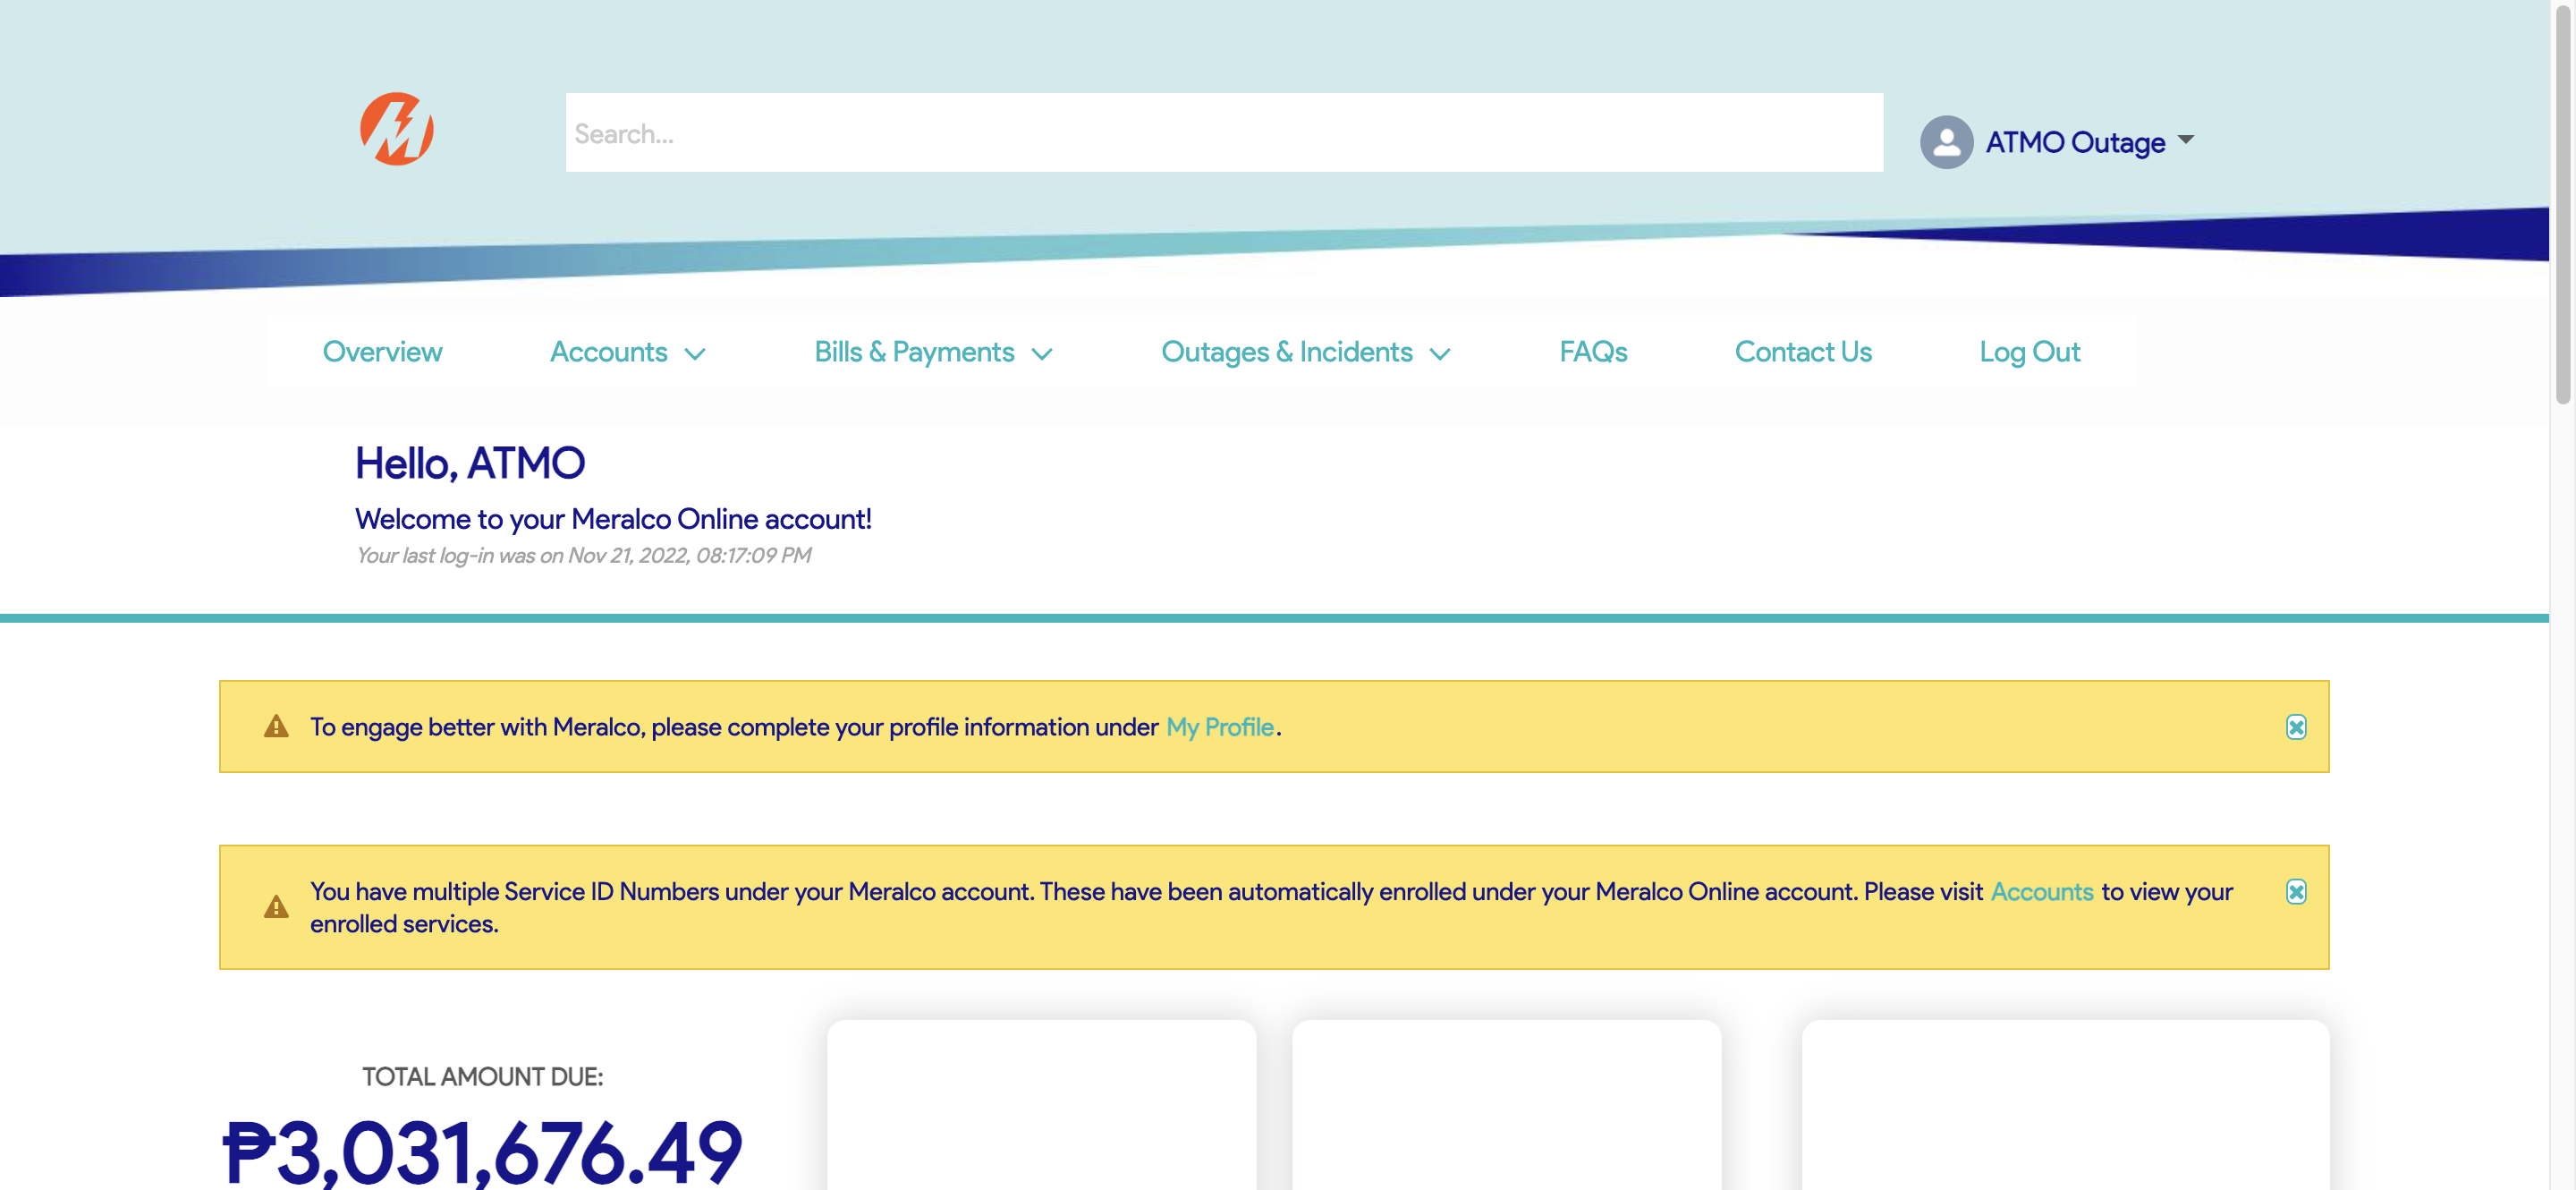 Search...
ATMO Outage
Overview
Accounts
Bills & Payments
Outages & Incidents
FAQs
Contact Us
Log Out
Hello, ATMO
Welcome to your Meralco Online account!
Your last log-in was on Nov 21, 2022, 08:17:09 PM
To engage better with Meralco, please complete your profile information under My Profile.
You have multiple Service ID Numbers under your Meralco account. These have been automatically enrolled under your Meralco Online account. Please visit Accounts to view your
enrolled services.
TOTAL AMOUNT DUE:
₱3,031,676.49